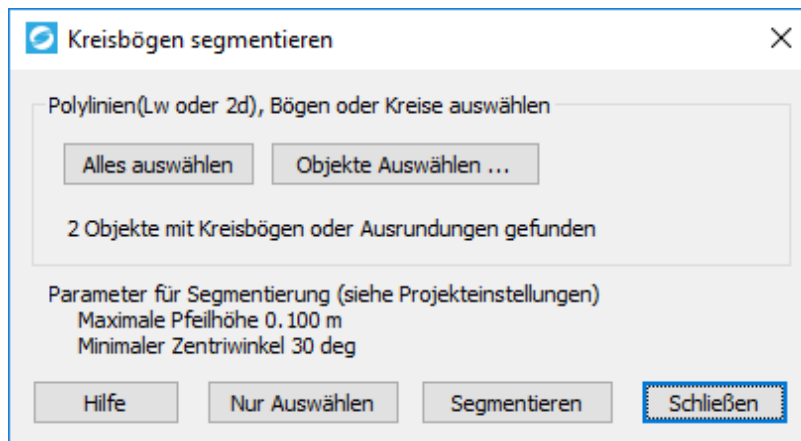 Kreisbögen segmentieren
Polylinien(Lw oder 2d), Bögen oder Kreise auswählen
Alles auswählen Objekte Auswählen ...
2 Objekte mit Kreisbögen oder Ausrundungen gefunden
Parameter für Segmentierung (siehe Projekteinstellungen)
Maximale Pfeilhöhe 0.100 m
Minimaler Zentriwinkel 30 deg
Hilfe Nur Auswählen Segmentieren Schließen